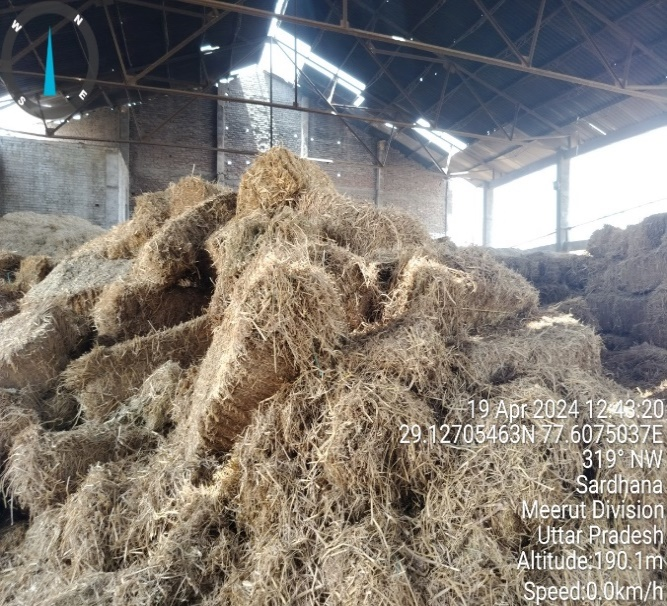 W N
S E
19 Apr 2024 12:43:20
29.12705463N 77.6075037E
319° NW
Sardhana
Meerut Division
Uttar Pradesh
Altitude:190.1m
Speed:0.0km/h